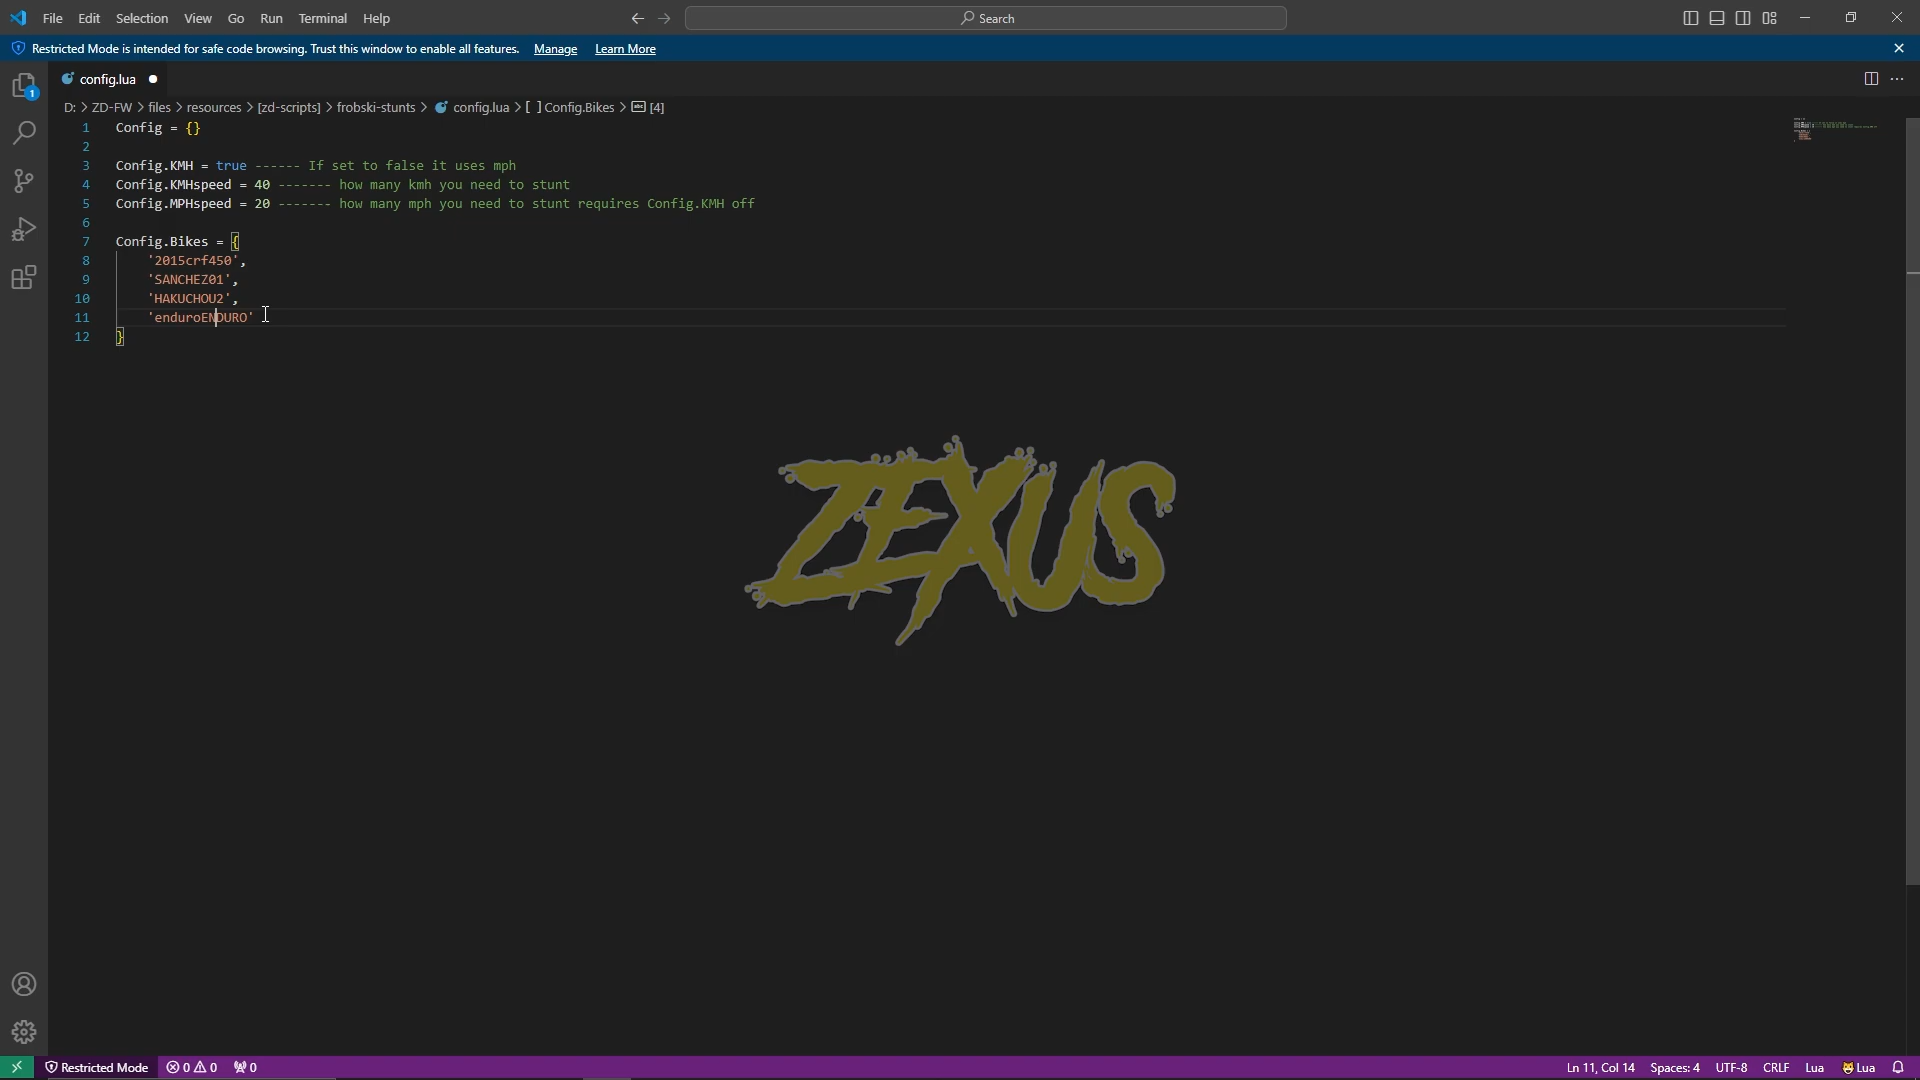 File Edit Selection View Go Run Terminal Help Search
Restricted Mode is intended for safe code browsing. Trust this window to enable all features. Manage Learn More
1
config.lua
D: > ZD-FW > files > resources > [zd-scripts] > frobski-stunts > config.lua > [ ] Config.Bikes > abc [4]
1 Config = {}
2
3 Config.KMH = true ------ If set to false it uses mph
4 Config.KMHspeed = 40 ------- how many kmh you need to stunt
5 Config.MPHspeed = 20 ------- how many mph you need to stunt requires Config.KMH off
6
7 Config.Bikes = {
8 '2015crf450',
9 'SANCHEZ01',
10 'HAKUCHOU2',
11 'enduroENDURO'
12 }
ZEXUS
Restricted Mode 0 0 0 Ln 11, Col 14 Spaces: 4 UTF-8 CRLF Lua Lua